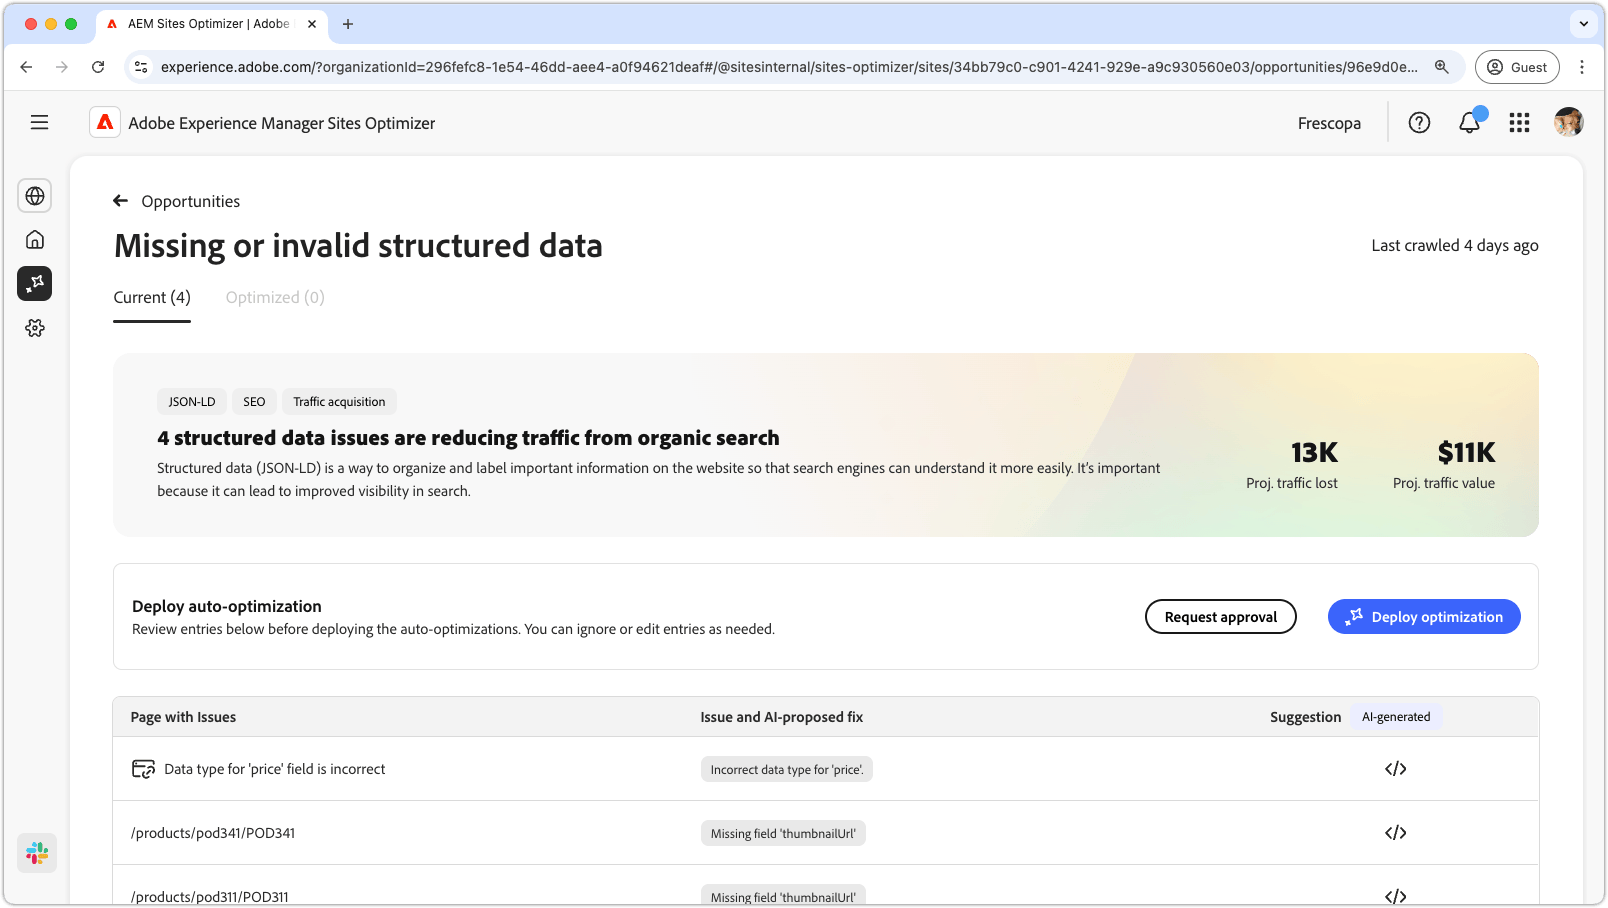 AEM Sites Optimizer | Adobe
experience.adobe.com/?organizationId=296fefc8-1e54-46dd-aee4-a0f94621deaf#/@sitesinternal/sites-optimizer/sites/34bb79c0-c901-4241-929e-a9c930560e03/opportunities/96e9d0e...
Guest
Adobe Experience Manager Sites Optimizer
Frescopa
Opportunities
Missing or invalid structured data
Last crawled 4 days ago
Current (4)
Optimized (0)
JSON-LD
SEO
Traffic acquisition
4 structured data issues are reducing traffic from organic search
Structured data (JSON-LD) is a way to organize and label important information on the website so that search engines can understand it more easily. It's important
because it can lead to improved visibility in search.
13K
Proj. traffic lost
$11K
Proj. traffic value
Deploy auto-optimization
Review entries below before deploying the auto-optimizations. You can ignore or edit entries as needed.
Request approval
Deploy optimization
Page with Issues
Issue and AI-proposed fix
Suggestion
AI-generated
Data type for 'price' field is incorrect
Incorrect data type for 'price'.
/products/pod341/POD341
Missing field 'thumbnailUrl'
/products/pod311/POD311
Missing field 'thumbnailUrl'